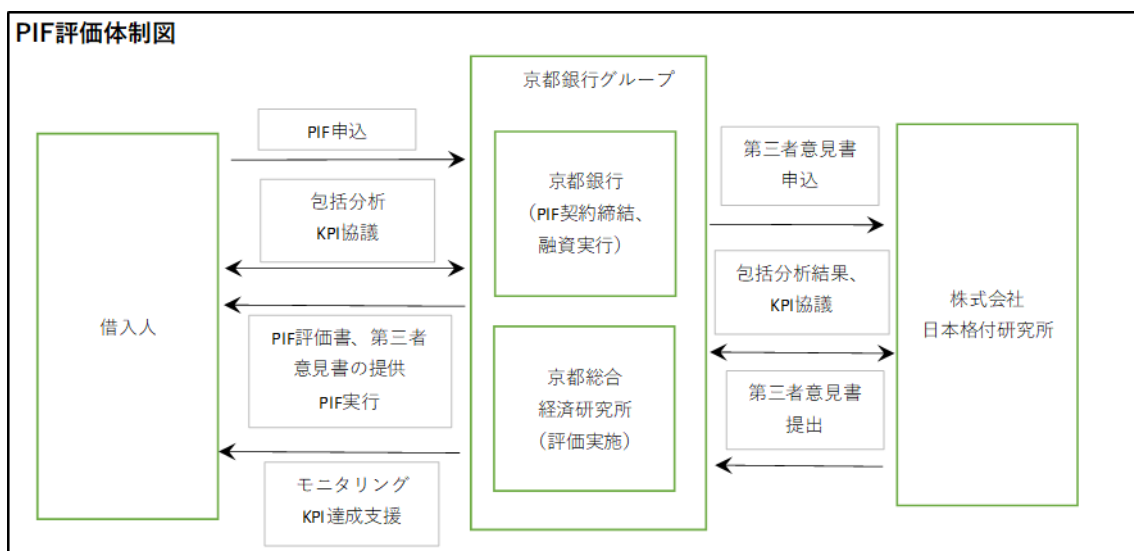 PIF評価体制図
京都銀行グループ
PIF申込
包括分析
KPI協議
借入人
PIF評価書、第三者
意見書の提供
PIF実行
モニタリング
KPI達成支援
京都銀行
（PIF契約締結、
融資実行）
京都総合
経済研究所
（評価実施）
第三者意見書
申込
包括分析結果、
KPI協議
第三者意見書
提出
株式会社
日本格付研究所